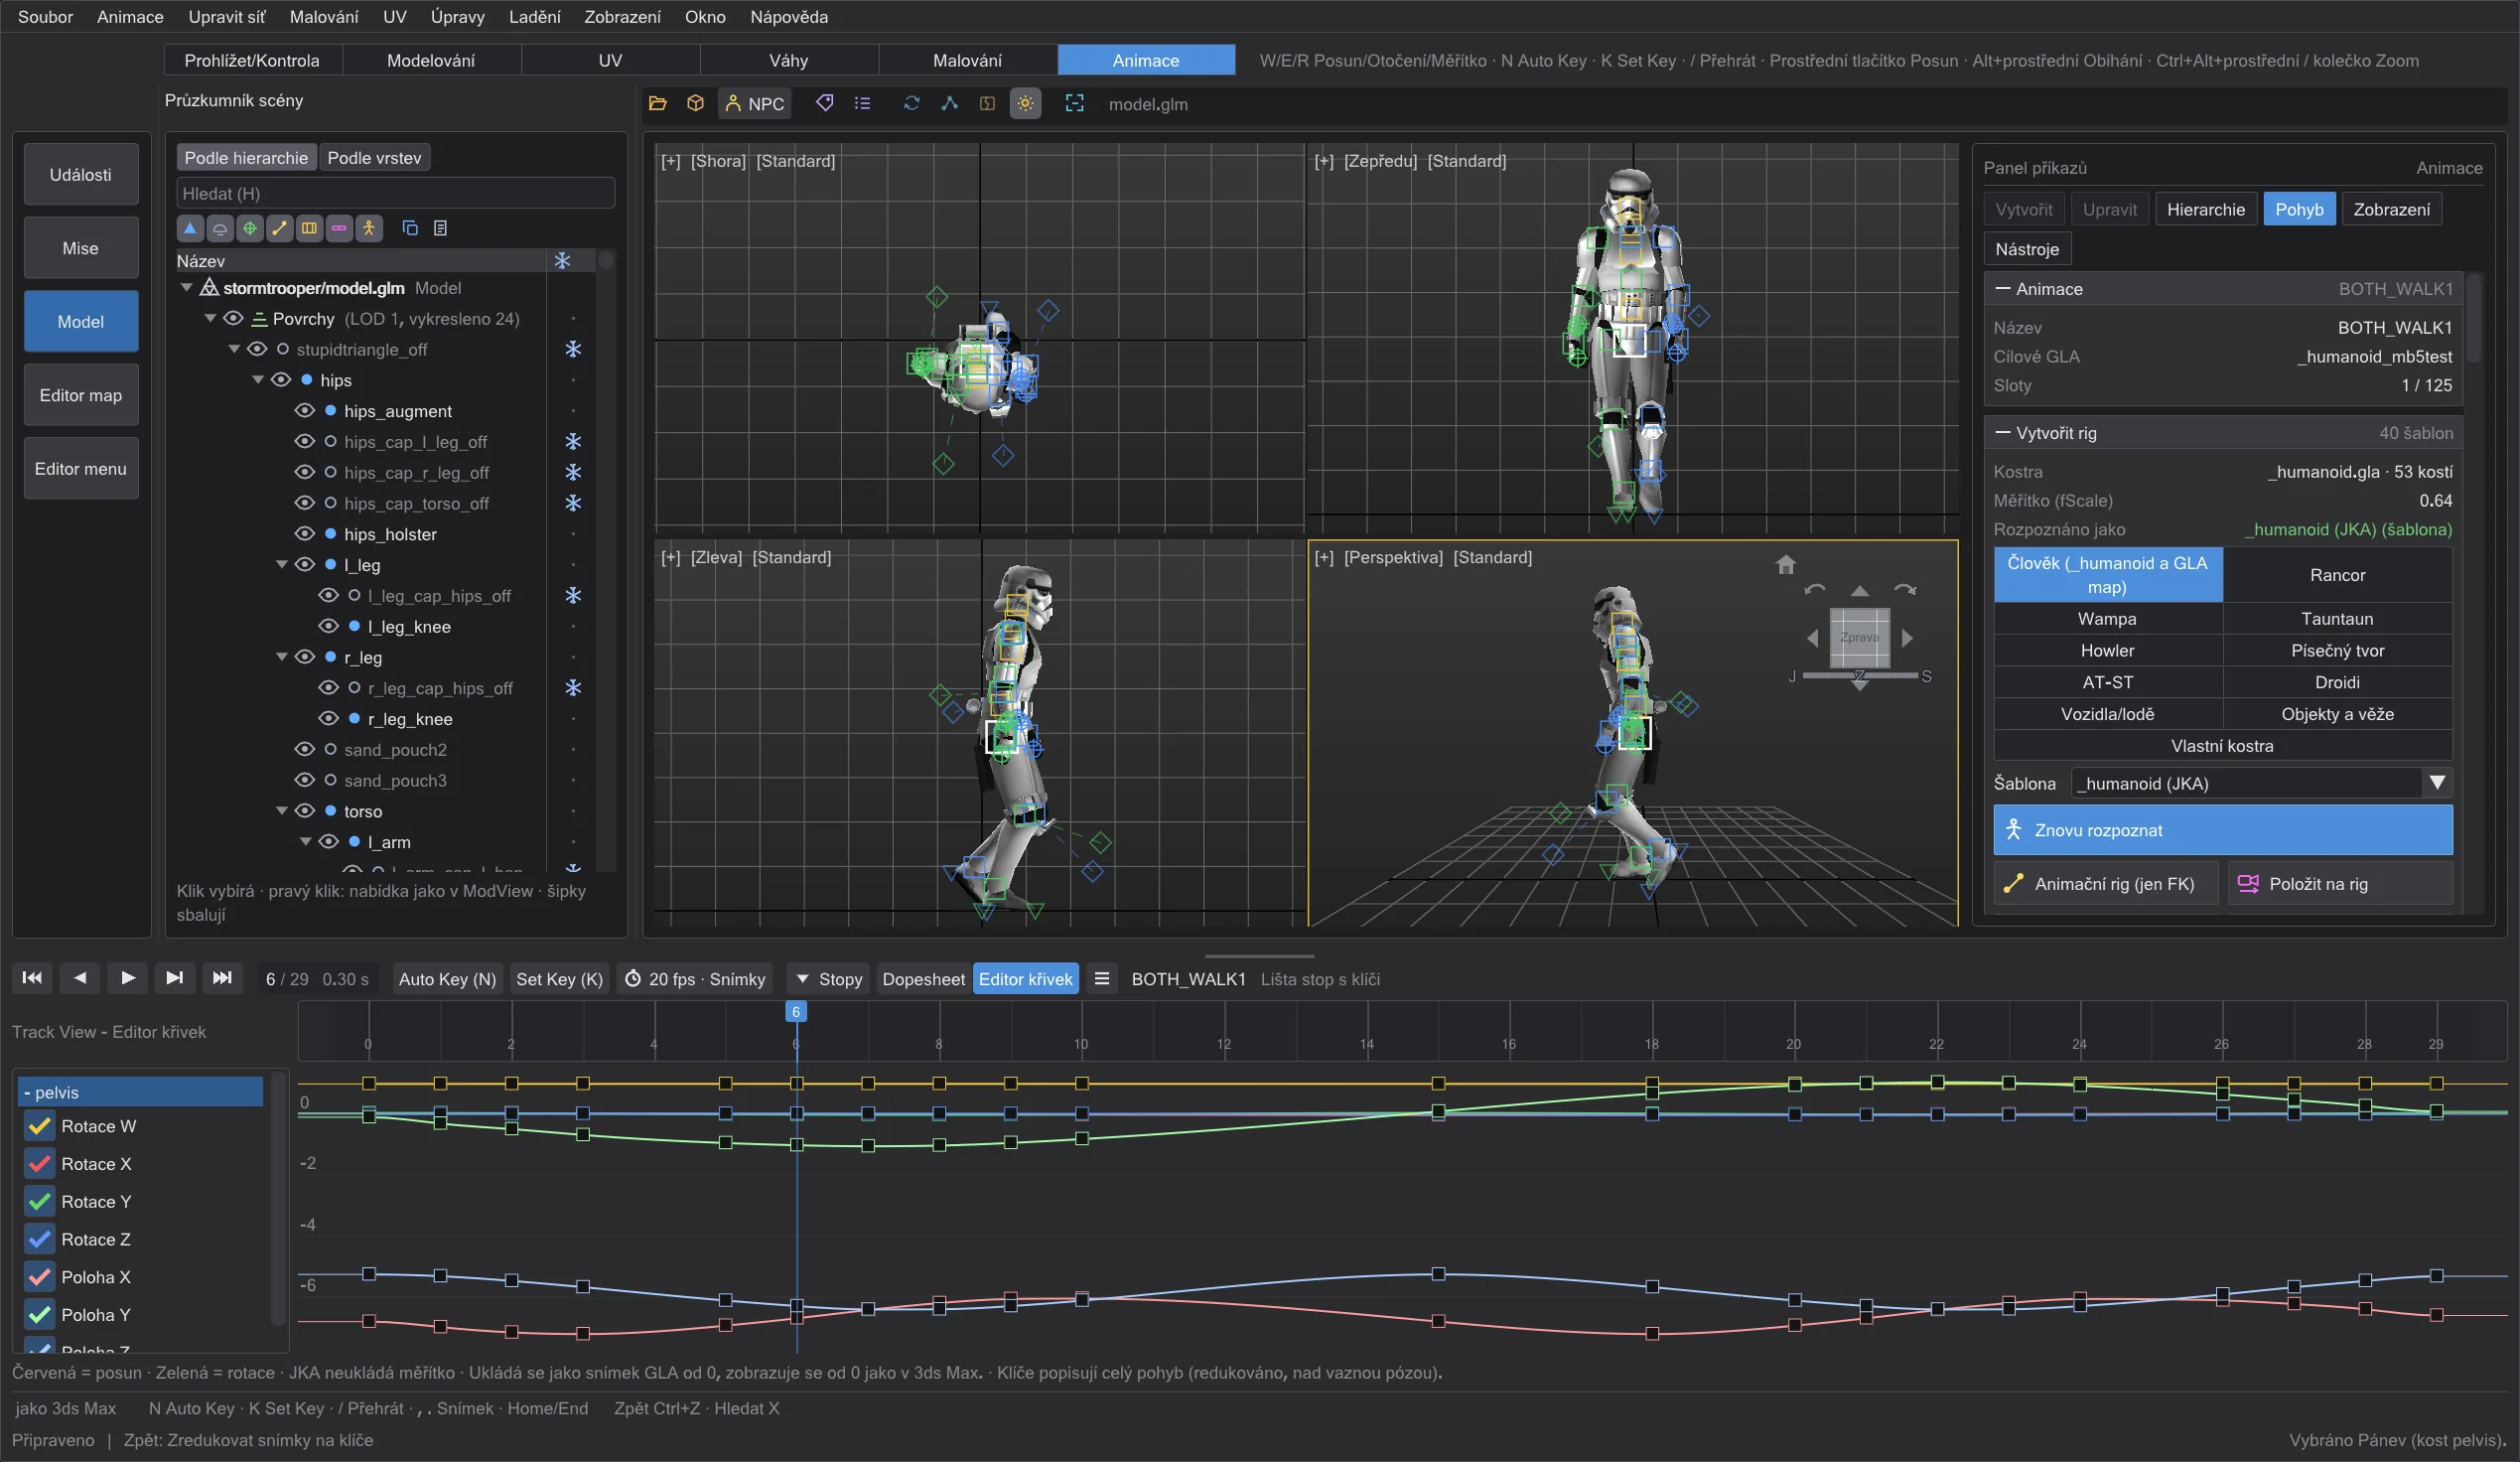 Soubor Animace Upravit síť Malování UV Úpravy Ladění Zobrazení Okno Nápověda
Prohlížet/Kontrola Modelování UV Váhy Malování Animace W/E/R Posun/Otočení/Měřítko · N Auto Key · K Set Key · / Přehrát · Prostřední tlačítko Posun · Alt+prostřední Obíhání · Ctrl+Alt+prostřední / kolečko Zoom
Průzkumník scény
NPC model.glm
Události
Mise
Model
Editor map
Editor menu
Podle hierarchie Podle vrstev
Hledat (H)
Název
stormtrooper/model.glm Model
Povrchy (LOD 1, vykresleno 24)
stupidtriangle_off
hips
hips_augment
hips_cap_l_leg_off
hips_cap_r_leg_off
hips_cap_torso_off
hips_holster
l_leg
l_leg_cap_hips_off
l_leg_knee
r_leg
r_leg_cap_hips_off
r_leg_knee
sand_pouch2
sand_pouch3
torso
l_arm
Klik vybírá · pravý klik: nabídka jako v ModView · šipky
sbalují
[+] [Shora] [Standard]
[+] [Zepředu] [Standard]
[+] [Zleva] [Standard]
[+] [Perspektiva] [Standard]
Zprava
J S
Panel příkazů Animace
Vytvořit Upravit Hierarchie Pohyb Zobrazení
Nástroje
Animace BOTH_WALK1
Název BOTH_WALK1
Cílové GLA _humanoid_mb5test
Sloty 1 / 125
Vytvořit rig 40 šablon
Kostra _humanoid.gla · 53 kostí
Měřítko (fScale) 0.64
Rozpoznáno jako _humanoid (JKA) (šablona)
Člověk (_humanoid a GLA
map)
Rancor
Wampa Tauntaun
Howler Písečný tvor
AT-ST Droidi
Vozidla/lodě Objekty a věže
Vlastní kostra
Šablona _humanoid (JKA)
Znovu rozpoznat
Animační rig (jen FK) Položit na rig
6 / 29 0.30 s Auto Key (N) Set Key (K) 20 fps · Snímky Stopy Dopesheet Editor křivek BOTH_WALK1 Lišta stop s klíči
6
Track View - Editor křivek
0 2 4 6 8 10 12 14 16 18 20 22 24 26 28 29
- pelvis
Rotace W
Rotace X
Rotace Y
Rotace Z
Poloha X
Poloha Y
Poloha Z
0
-2
-4
-6
Červená = posun · Zelená = rotace · JKA neukládá měřítko · Ukládá se jako snímek GLA od 0, zobrazuje se od 0 jako v 3ds Max. · Klíče popisují celý pohyb (redukováno, nad vaznou pózou).
jako 3ds Max N Auto Key · K Set Key · / Přehrát · , . Snímek · Home/End Zpět Ctrl+Z · Hledat X
Připraveno | Zpět: Zredukovat snímky na klíče
Vybráno Pánev (kost pelvis).